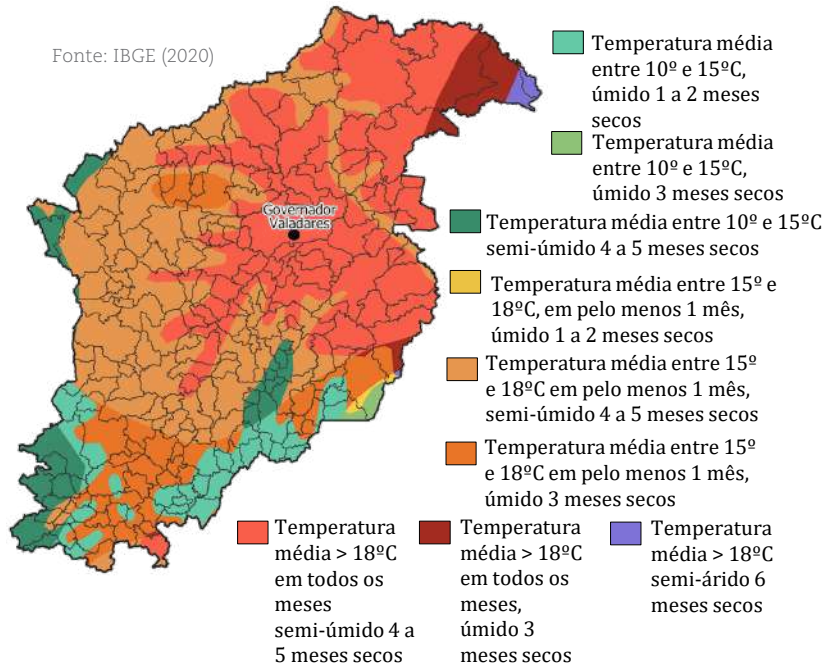 Fonte: IBGE (2020)
Governador
Valadares
Temperatura média
entre 10º e 15ºC,
úmido 1 a 2 meses
secos
Temperatura média
entre 10º e 15ºC,
úmido 3 meses secos
Temperatura média entre 10º e 15ºC
semi-úmido 4 a 5 meses secos
Temperatura média entre 15º e
18ºC, em pelo menos 1 mês,
úmido 1 a 2 meses secos
Temperatura média entre 15º
e 18ºC em pelo menos 1 mês,
semi-úmido 4 a 5 meses secos
Temperatura média entre 15º
e 18ºC em pelo menos 1 mês,
úmido 3 meses secos
Temperatura
média > 18ºC
em todos os
meses
semi-úmido 4 a
5 meses secos
Temperatura
média > 18ºC
em todos os
meses,
úmido 3
meses secos
Temperatura
média > 18ºC
semi-árido 6
meses secos